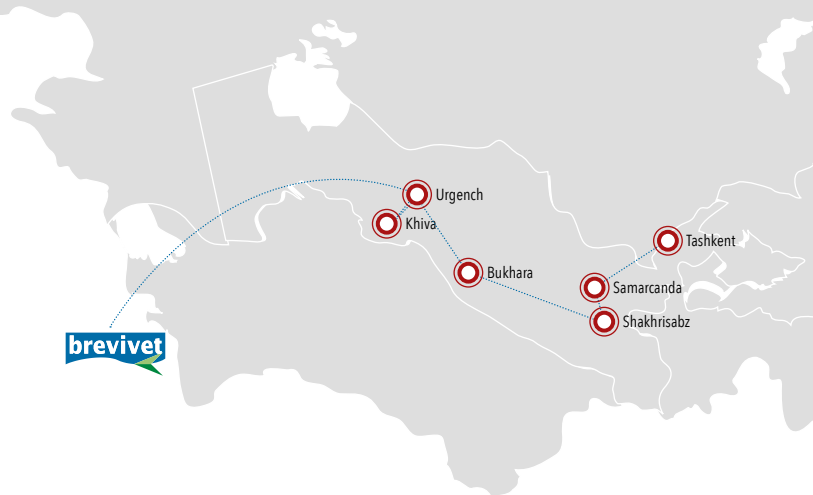 Urgench
Khiva
Tashkent
Bukhara
Samarcanda
Shakhrisabz
brevivet